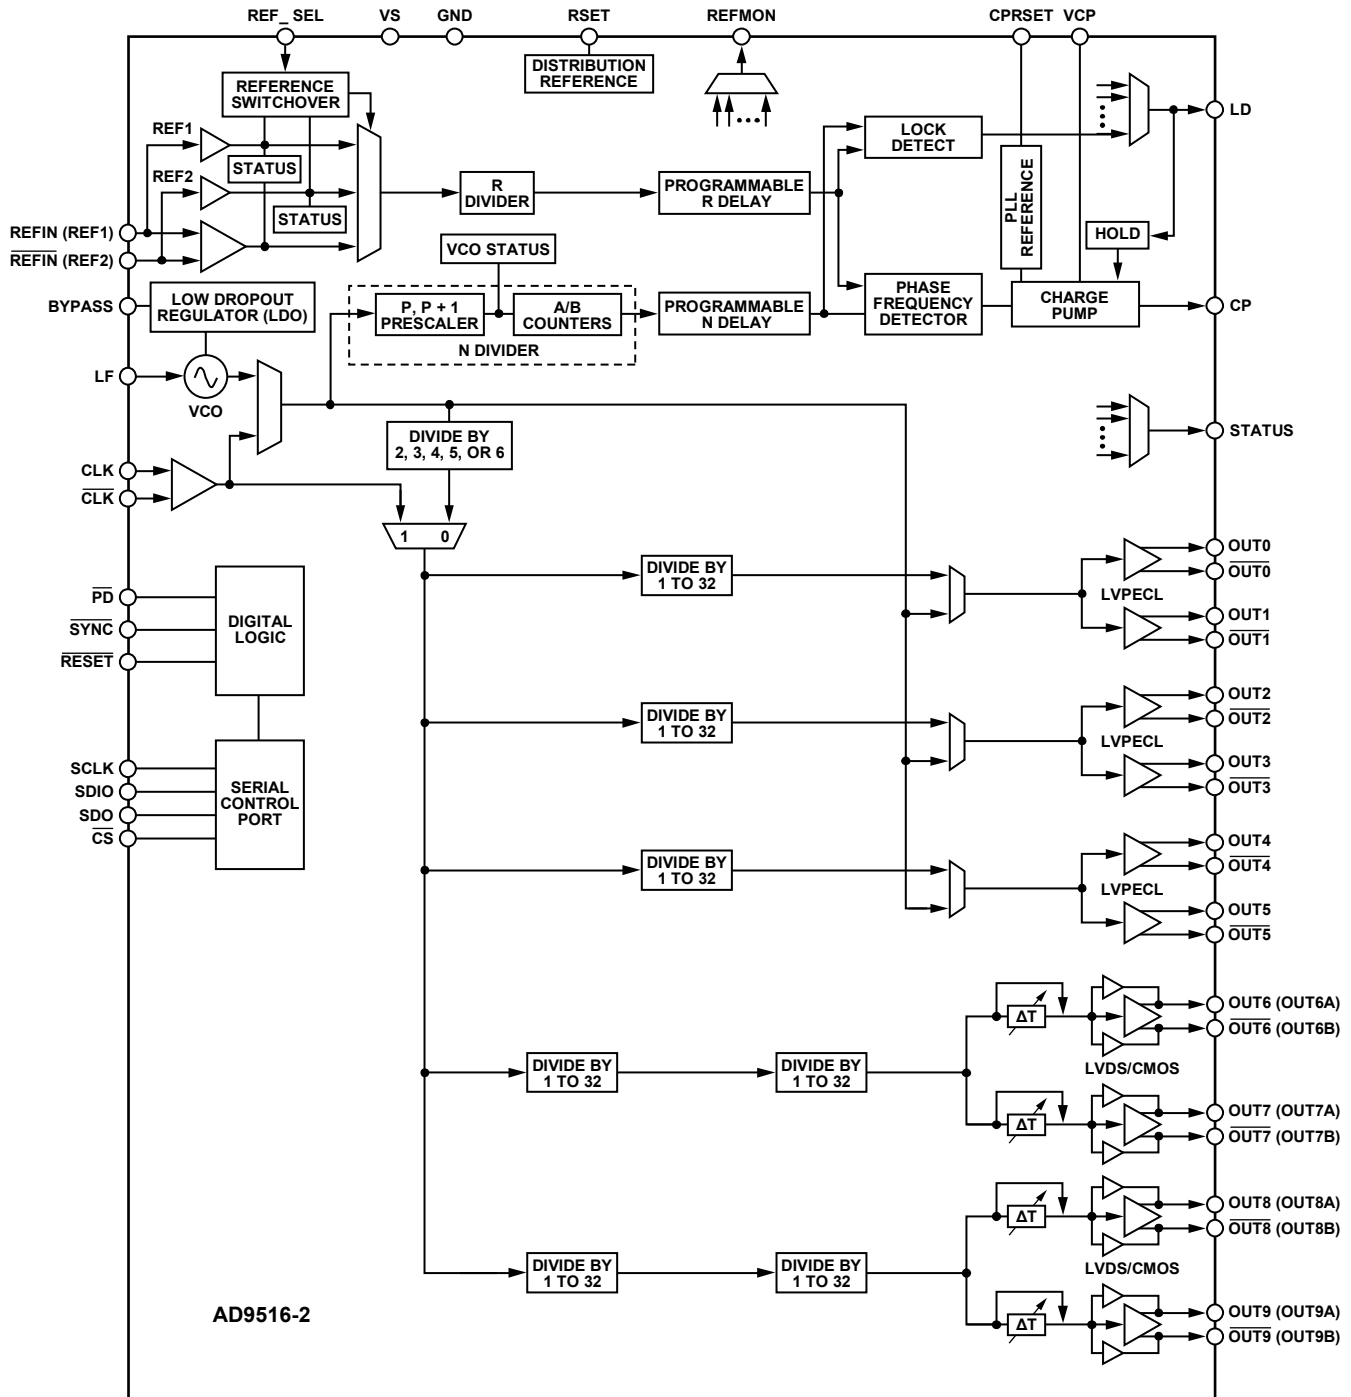 REF_ SEL
VS
GND
RSET
REFMON
CPRSET
VCP
DISTRIBUTION
REFERENCE
REFERENCE
SWITCHOVER
REF1
STATUS
REF2
STATUS
R
DIVIDER
PROGRAMMABLE
R DELAY
LOCK
DETECT
PLL
REFERENCE
HOLD
LD
REFIN (REF1)
REFIN (REF2)
VCO STATUS
BYPASS
LOW DROPOUT
REGULATOR (LDO)
P, P + 1
PRESCALER
A/B
COUNTERS
N DIVIDER
PROGRAMMABLE
N DELAY
PHASE
FREQUENCY
DETECTOR
CHARGE
PUMP
CP
LF
VCO
DIVIDE BY
2, 3, 4, 5, OR 6
STATUS
CLK
CLK
1
0
PD
SYNC
RESET
DIGITAL
LOGIC
SCLK
SDIO
SDO
CS
SERIAL
CONTROL
PORT
DIVIDE BY
1 TO 32
LVPECL
OUT0
OUT0
OUT1
OUT1
DIVIDE BY
1 TO 32
LVPECL
OUT2
OUT2
OUT3
OUT3
DIVIDE BY
1 TO 32
LVPECL
OUT4
OUT4
OUT5
OUT5
DIVIDE BY
1 TO 32
DIVIDE BY
1 TO 32
ΔT
ΔT
LVDS/CMOS
OUT6 (OUT6A)
OUT6 (OUT6B)
OUT7 (OUT7A)
OUT7 (OUT7B)
DIVIDE BY
1 TO 32
DIVIDE BY
1 TO 32
ΔT
ΔT
LVDS/CMOS
OUT8 (OUT8A)
OUT8 (OUT8B)
OUT9 (OUT9A)
OUT9 (OUT9B)
AD9516-2